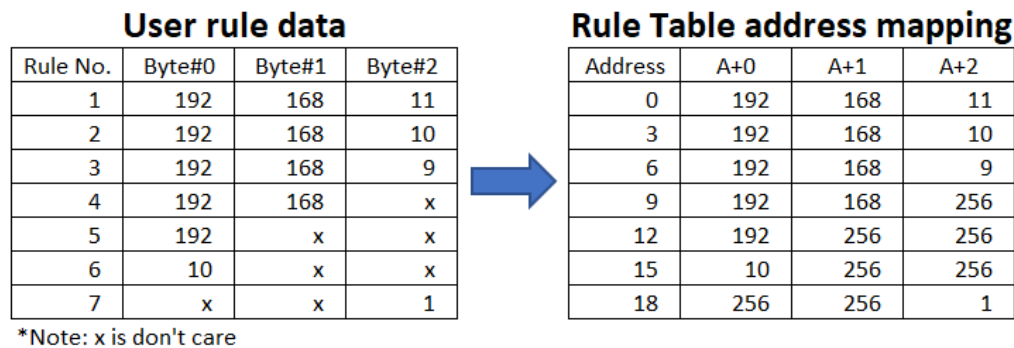 User rule data Rule Table address mapping
Rule No. Byte#0 Byte#1 Byte#2 Address A+0 A+1 A+2
1 192 168 11 0 192 168 11
2 192 168 10 3 192 168 10
3 192 168 9 6 192 168 9
4 192 168 x 9 192 168 256
5 192 x x 12 192 256 256
6 10 x x 15 10 256 256
7 x x 1 18 256 256 1
*Note: x is don't care